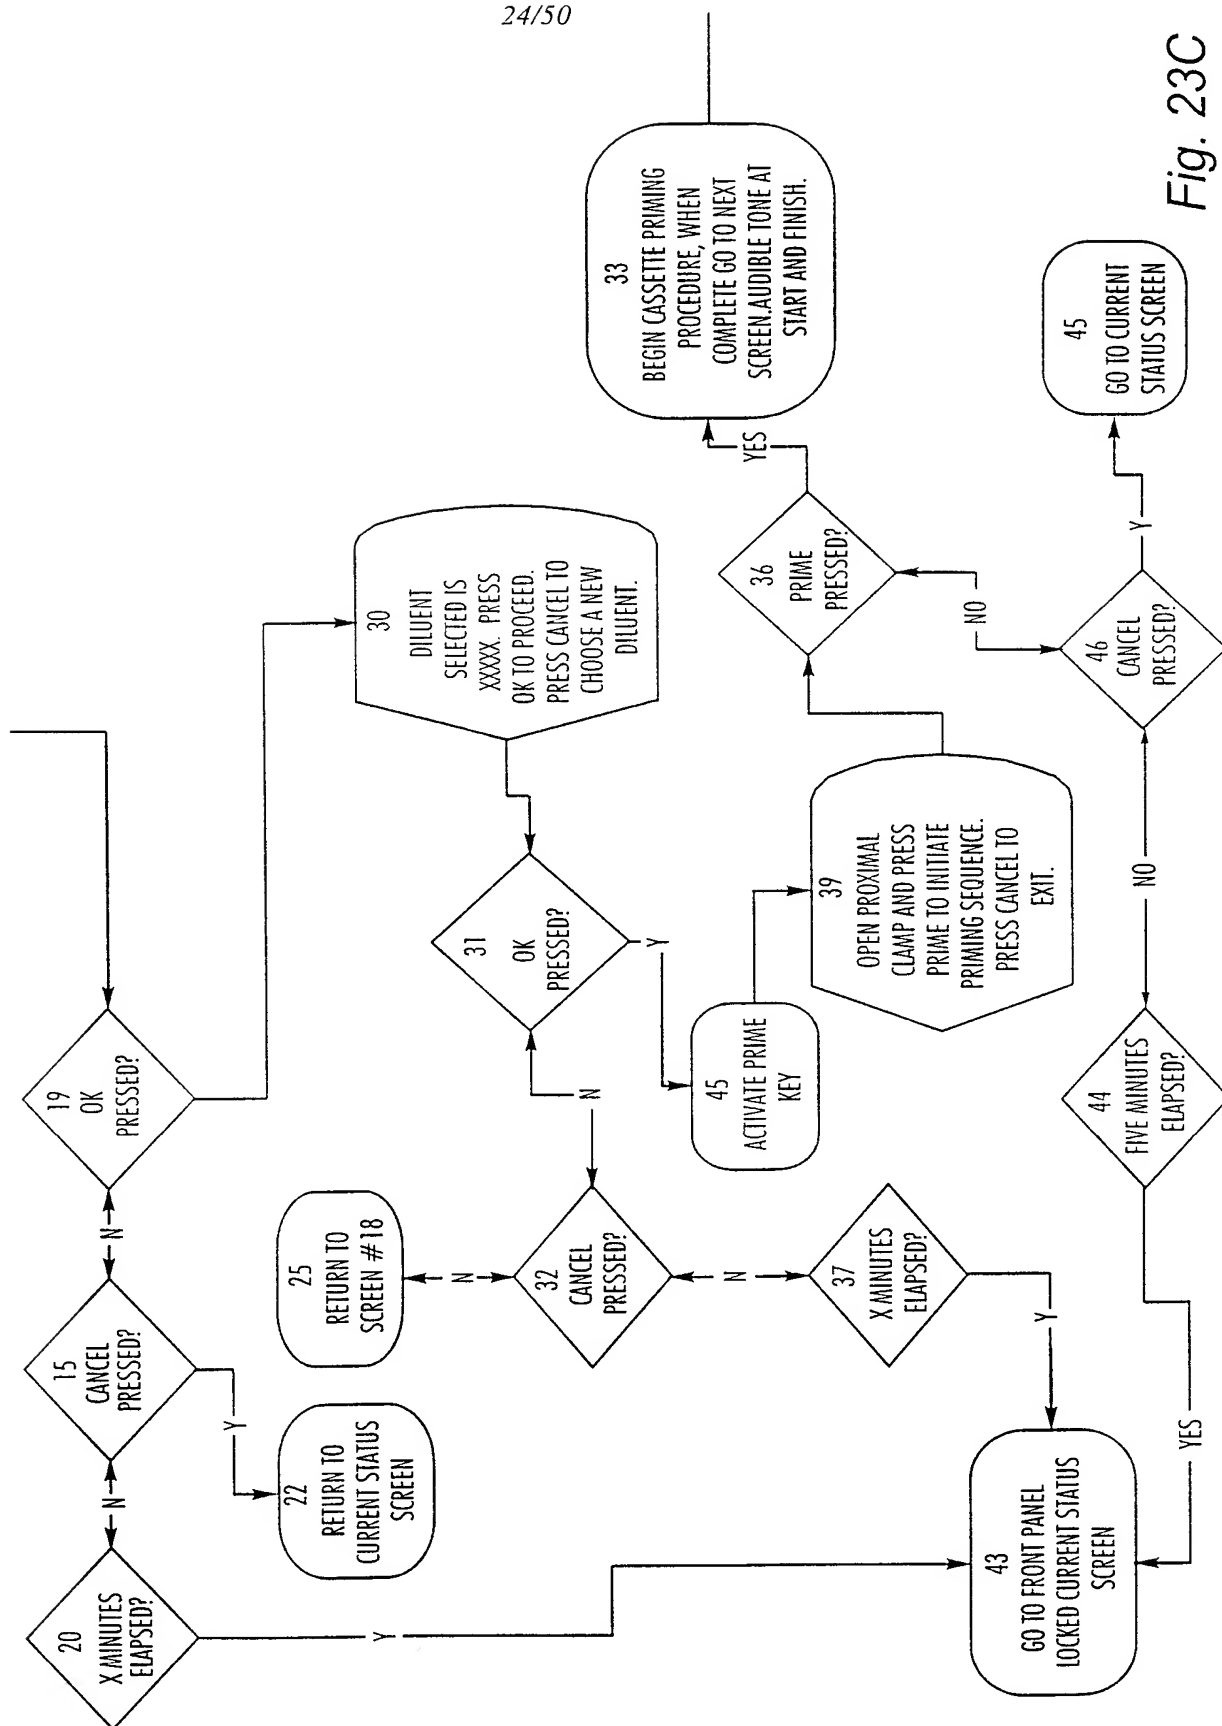 24/50
20
X MINUTES
ELAPSED?
N
15
CANCEL
PRESSED?
N
19
OK
PRESSED?
Y
22
RETURN TO
CURRENT STATUS
SCREEN
25
RETURN TO
SCREEN #18
N
32
CANCEL
PRESSED?
N
31
OK
PRESSED?
30
DILUENT
SELECTED IS
XXXX. PRESS
OK TO PROCEED.
PRESS CANCEL TO
CHOOSE A NEW
DILUENT.
Y
N
37
X MINUTES
ELAPSED?
Y
45
ACTIVATE PRIME
KEY
39
OPEN PROXIMAL
CLAMP AND PRESS
PRIME TO INITIATE
PRIMING SEQUENCE.
PRESS CANCEL TO
EXIT.
36
PRIME
PRESSED?
YES
33
BEGIN CASSETTE PRIMING
PROCEDURE, WHEN
COMPLETE GO TO NEXT
SCREEN.AUDIBLE TONE AT
START AND FINISH.
Y
43
GO TO FRONT PANEL
LOCKED CURRENT STATUS
SCREEN
YES
44
FIVE MINUTES
ELAPSED?
NO
46
CANCEL
PRESSED?
NO
Y
45
GO TO CURRENT
STATUS SCREEN
Fig. 23C